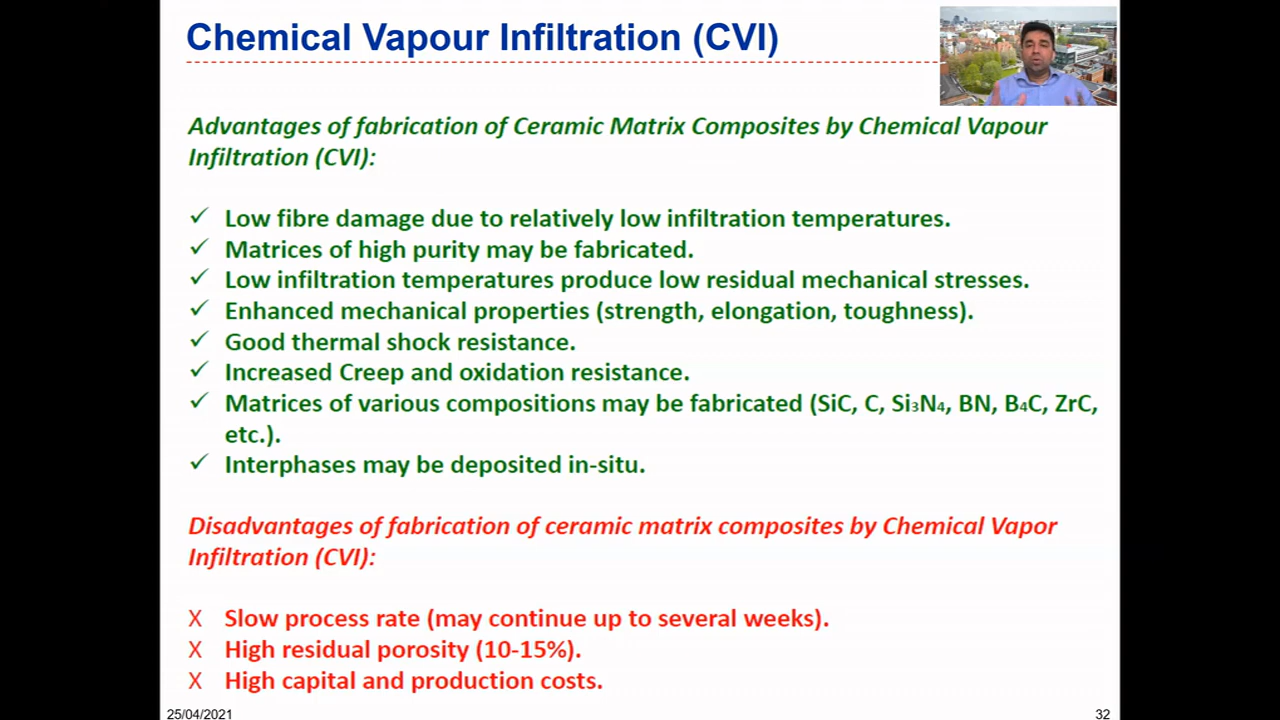 Chemical Vapour Infiltration (CVI)
Advantages of fabrication of Ceramic Matrix Composites by Chemical Vapour
Infiltration (CVI):
✓ Low fibre damage due to relatively low infiltration temperatures.
✓ Matrices of high purity may be fabricated.
✓ Low infiltration temperatures produce low residual mechanical stresses.
✓ Enhanced mechanical properties (strength, elongation, toughness).
✓ Good thermal shock resistance.
✓ Increased Creep and oxidation resistance.
✓ Matrices of various compositions may be fabricated (SiC, C, Si₃N₄, BN, B₄C, ZrC,
etc.).
✓ Interphases may be deposited in-situ.
Disadvantages of fabrication of ceramic matrix composites by Chemical Vapor
Infiltration (CVI):
X Slow process rate (may continue up to several weeks).
X High residual porosity (10-15%).
X High capital and production costs.
25/04/2021
32